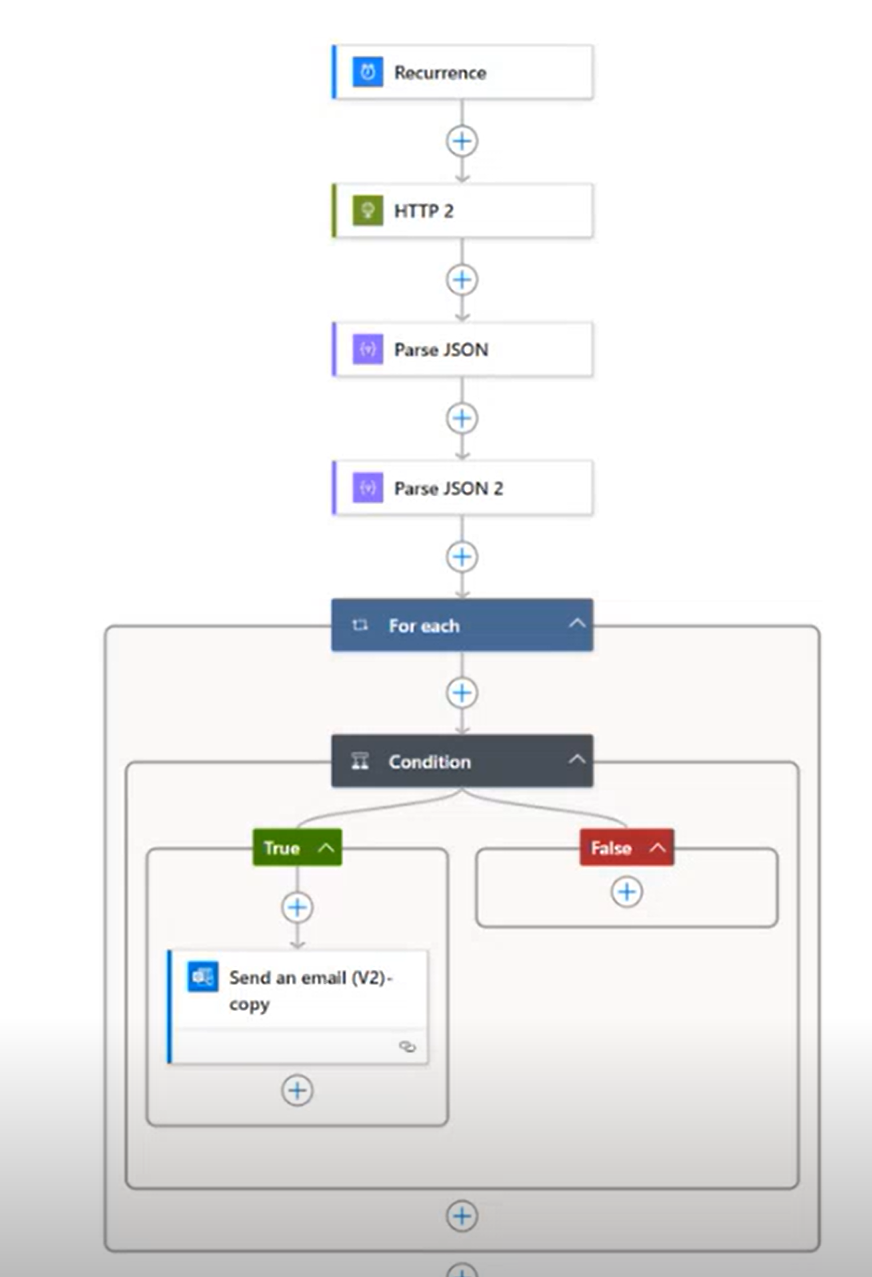 Recurrence
HTTP 2
Parse JSON
Parse JSON 2
For each
Condition
True
False
Send an email (V2)-
copy